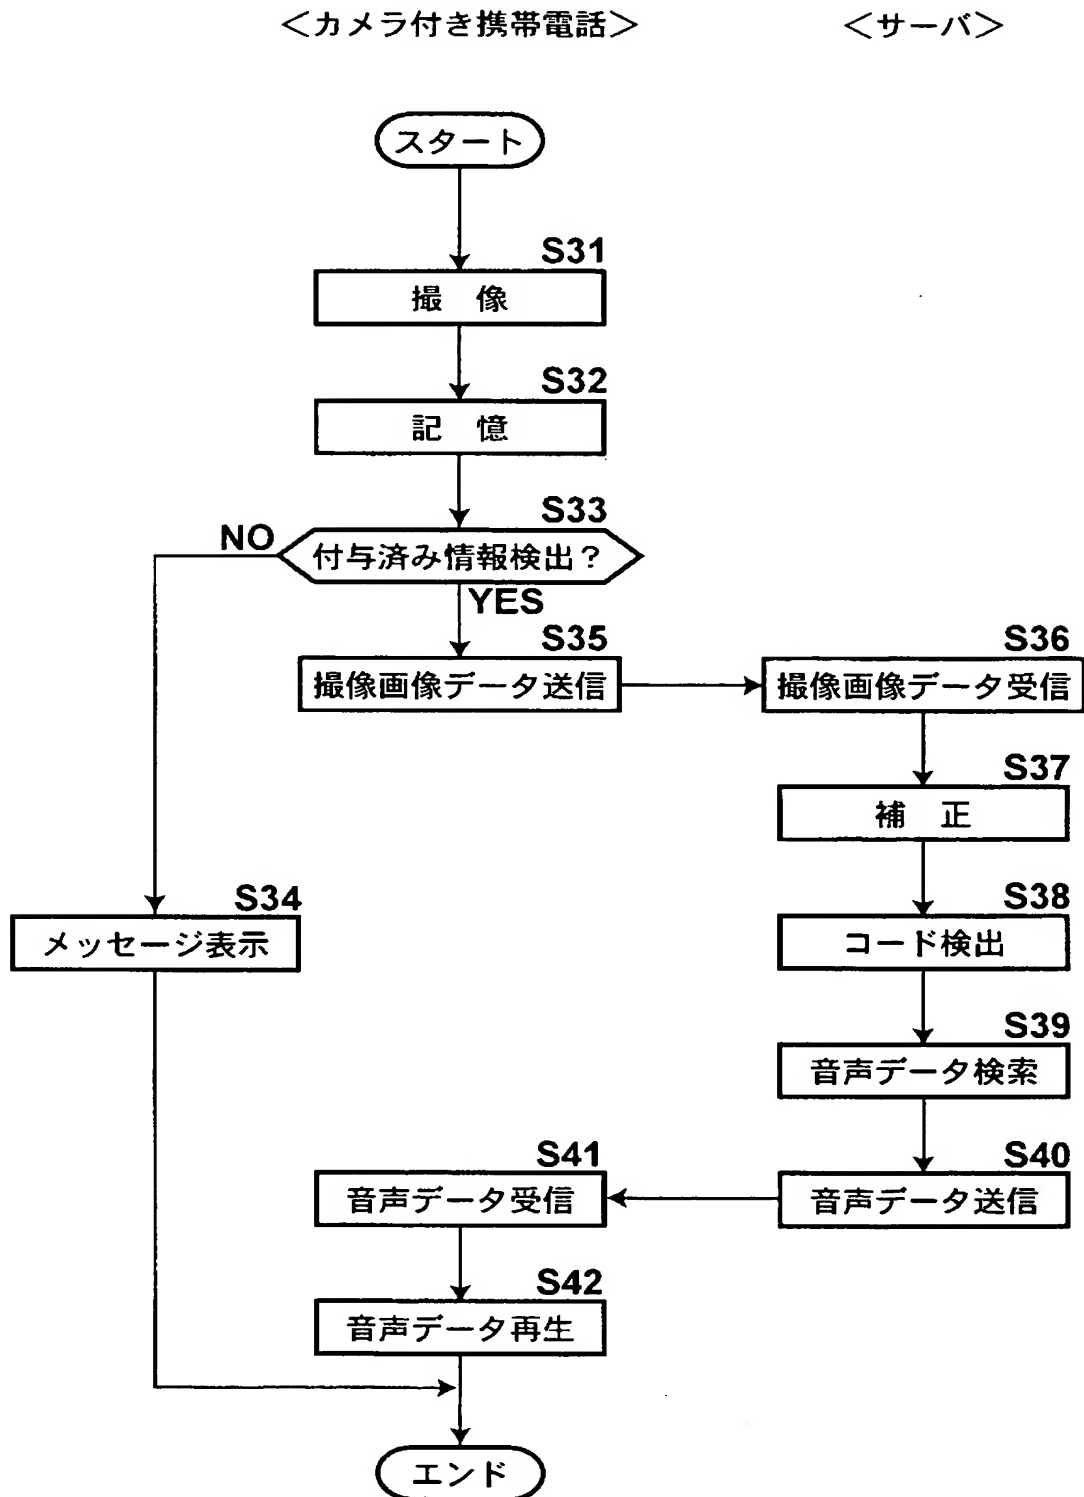 ＜カメラ付き携帯電話＞ ＜サーバ＞
スタート
S31
撮 像
S32
記 憶
S33
NO
付与済み情報検出？
YES
S35
撮像画像データ送信
S36
撮像画像データ受信
S37
補 正
S34
メッセージ表示
S38
コード検出
S39
音声データ検索
S40
音声データ送信
S41
音声データ受信
S42
音声データ再生
エンド